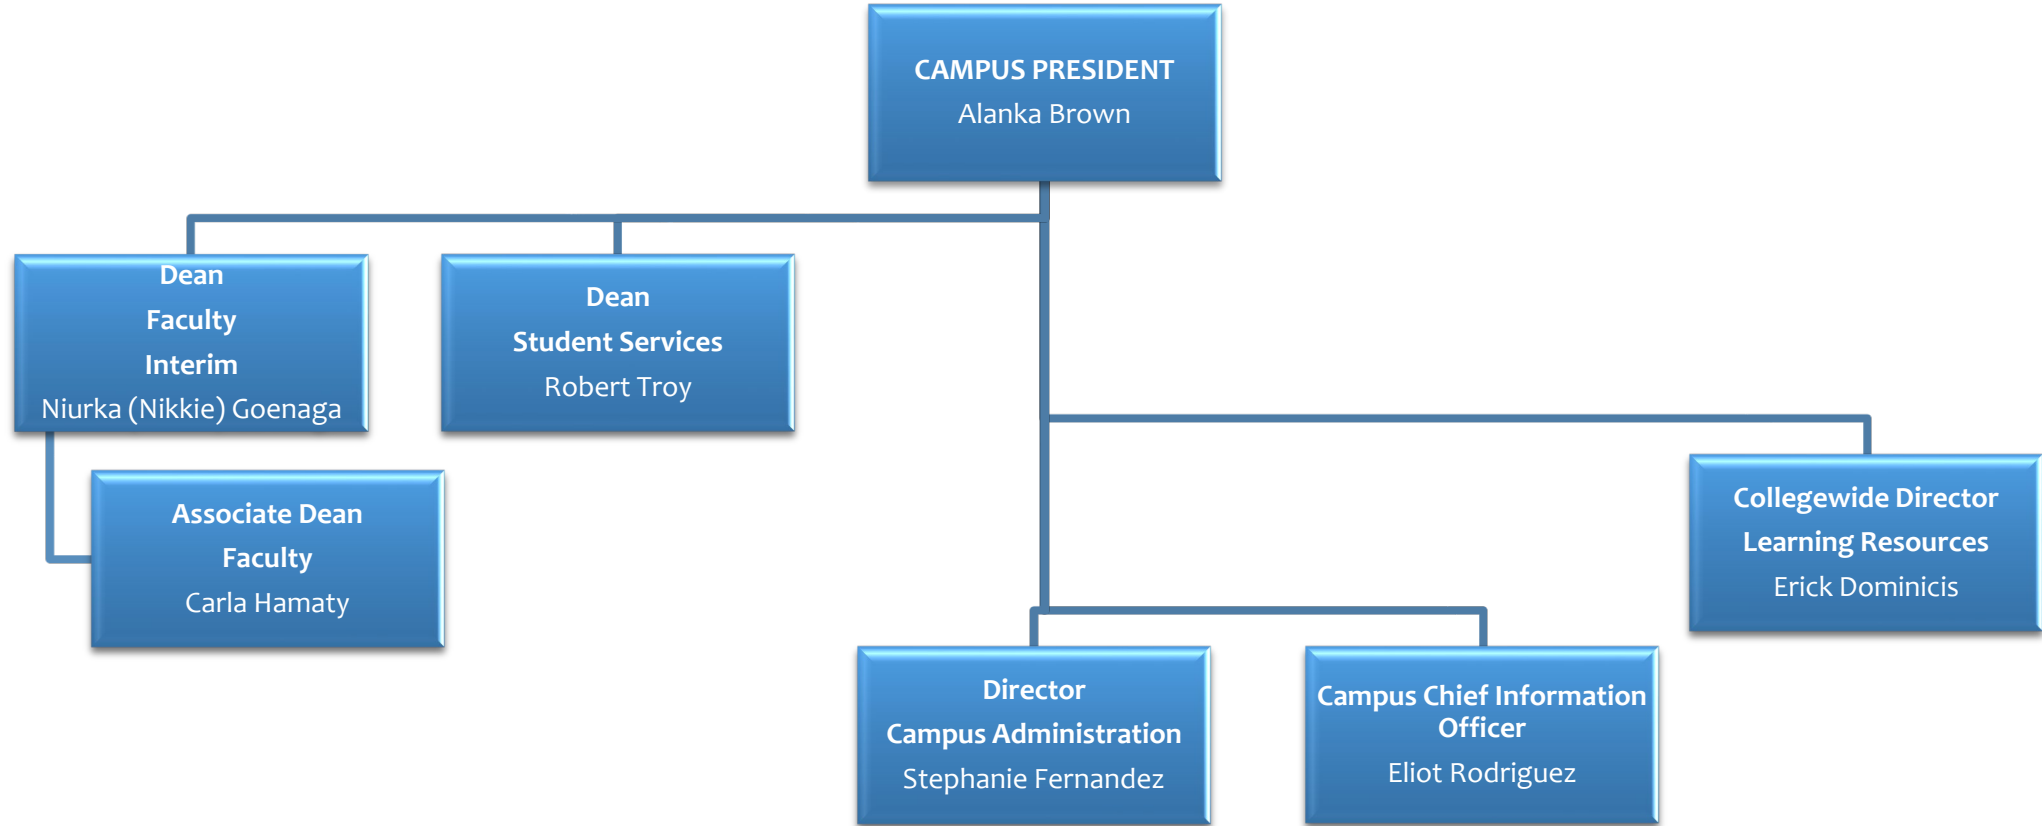 CAMPUS PRESIDENT
Alanka Brown
Dean
Faculty
Interim
Niurka (Nikkie) Goenaga
Dean
Student Services
Robert Troy
Associate Dean
Faculty
Carla Hamaty
Collegewide Director
Learning Resources
Erick Dominicis
Director
Campus Administration
Stephanie Fernandez
Campus Chief Information
Officer
Eliot Rodriguez